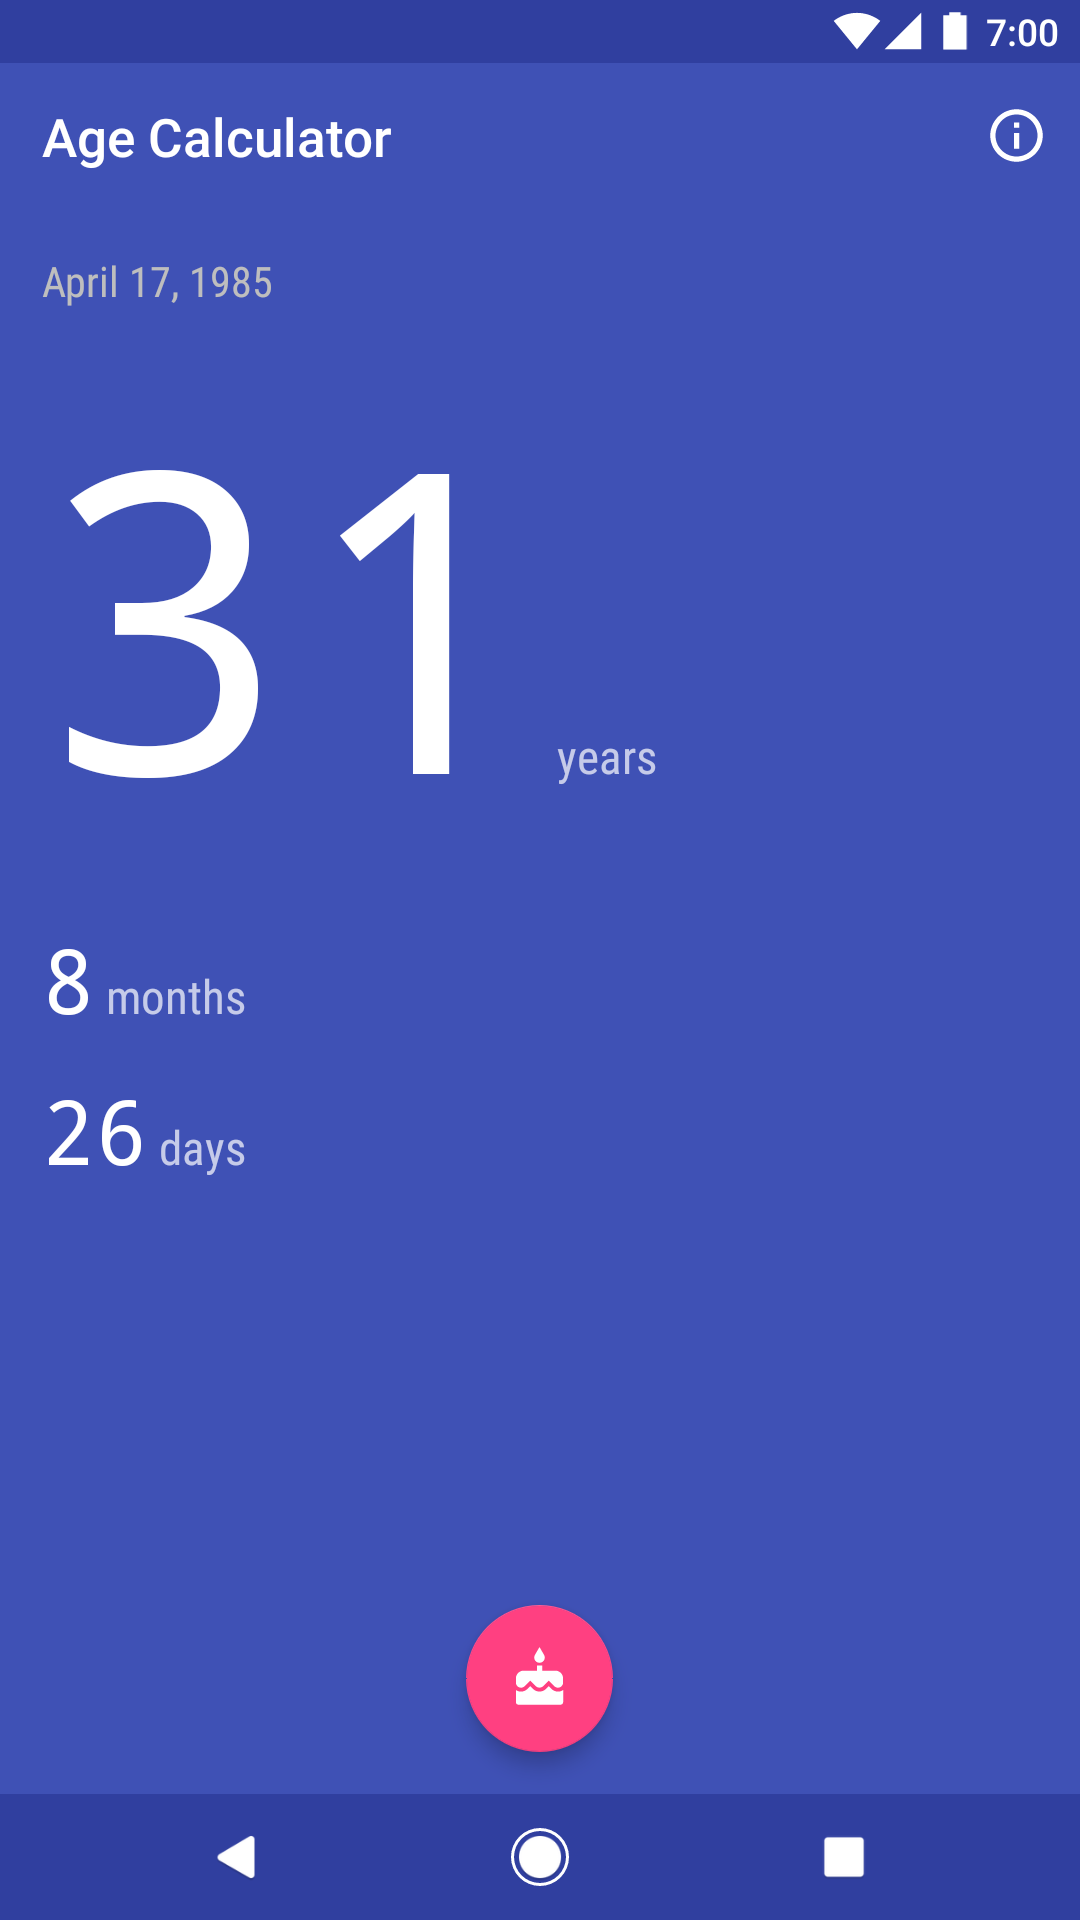 7:00
Age Calculator
April 17, 1985
31 years
8 months
26 days